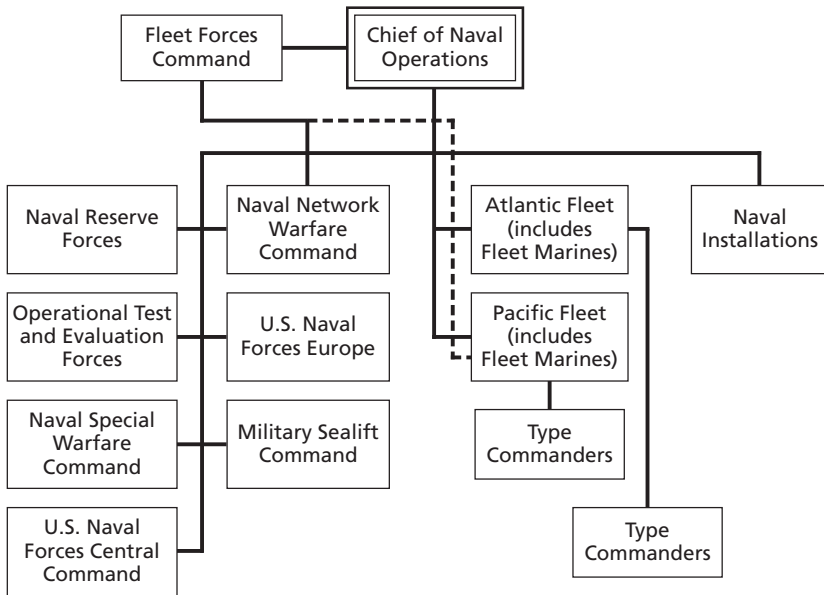 Fleet Forces
Command
Chief of Naval
Operations
Naval Reserve
Forces
Naval Network
Warfare
Command
Atlantic Fleet
(includes
Fleet Marines)
Naval
Installations
Operational Test
and Evaluation
Forces
U.S. Naval
Forces Europe
Pacific Fleet
(includes
Fleet Marines)
Naval Special
Warfare
Command
Military Sealift
Command
Type
Commanders
U.S. Naval
Forces Central
Command
Type
Commanders